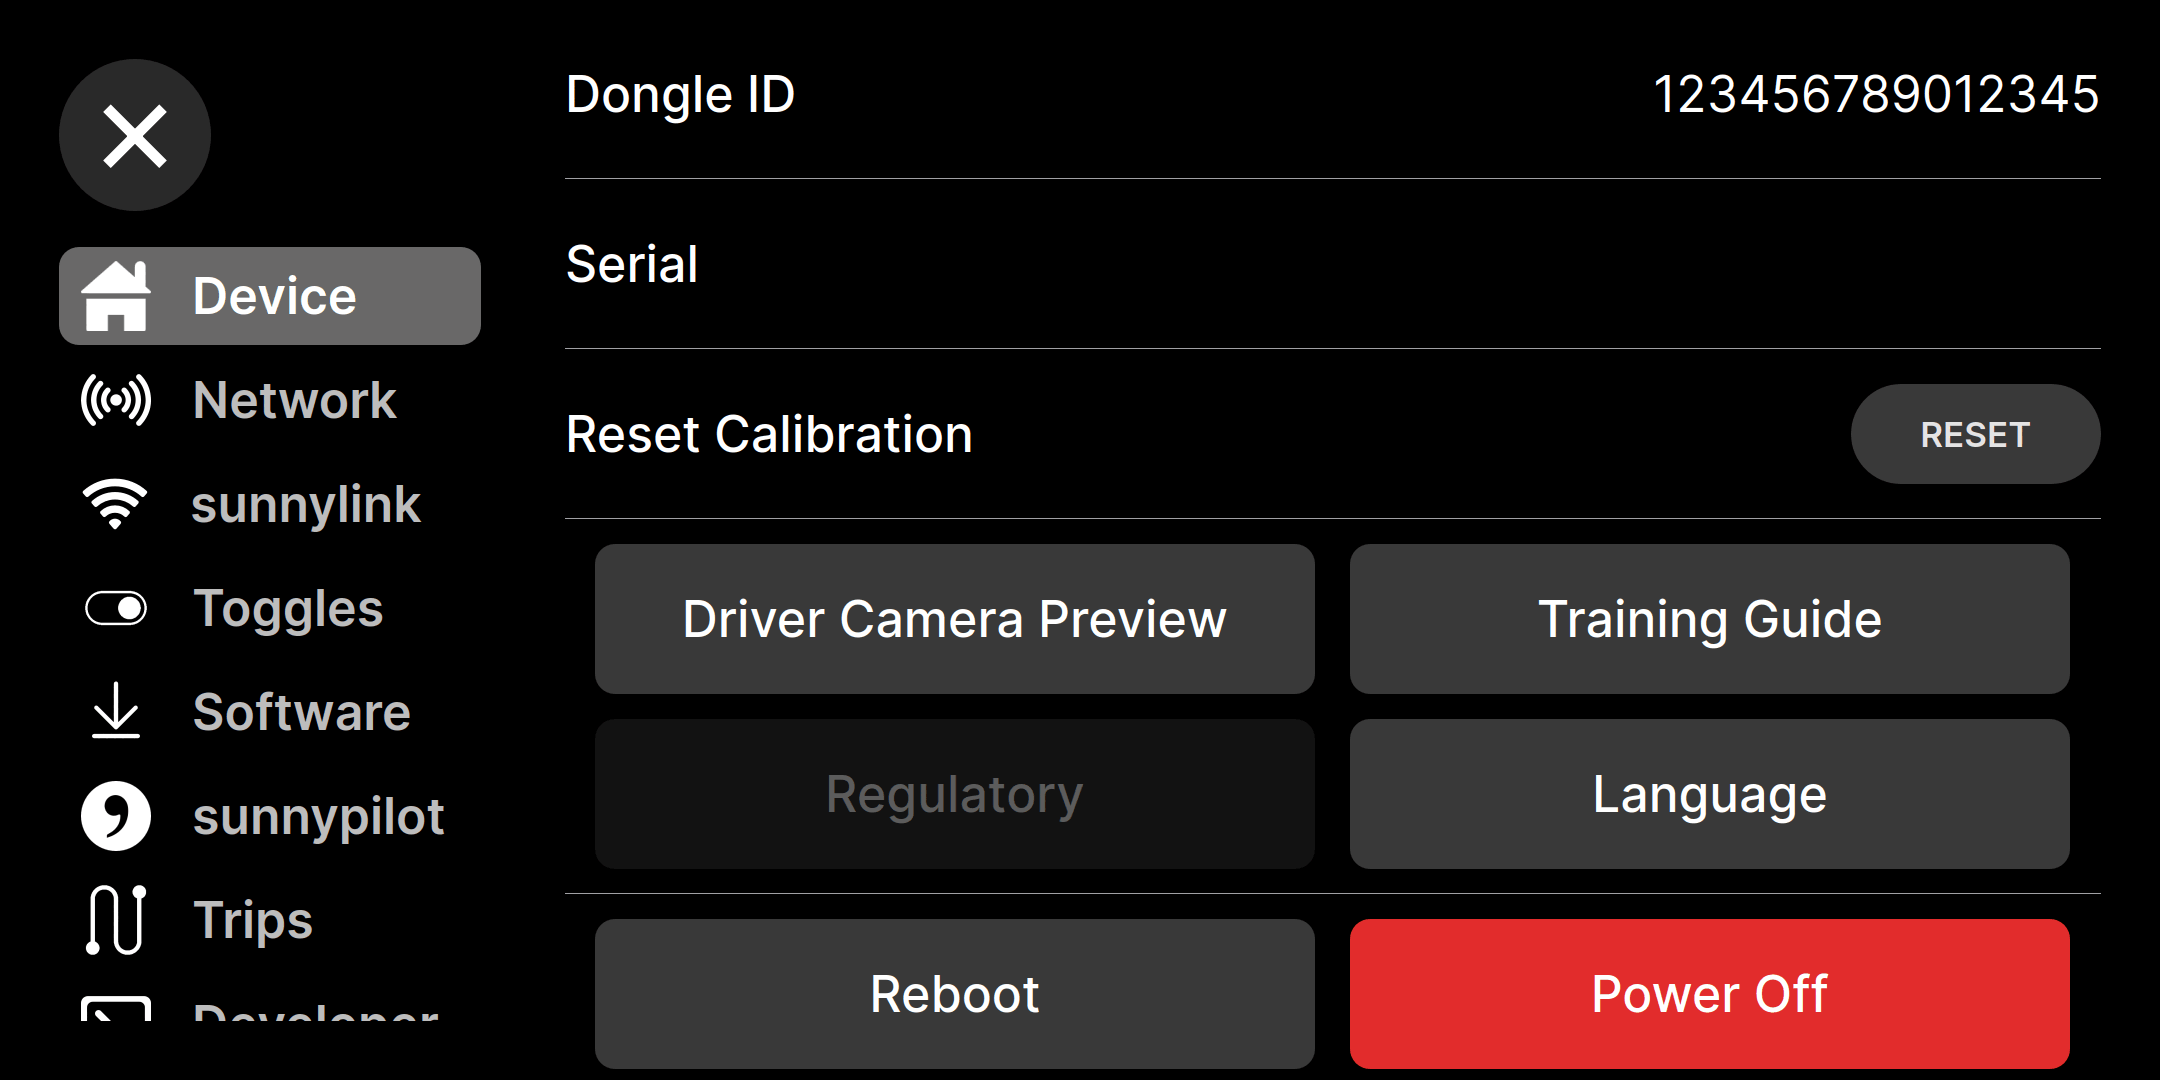 Device
Network
sunnylink
Toggles
Software
sunnypilot
Trips
Developer
Dongle ID 123456789012345
Serial
Reset Calibration RESET
Driver Camera Preview Training Guide
Regulatory Language
Reboot Power Off